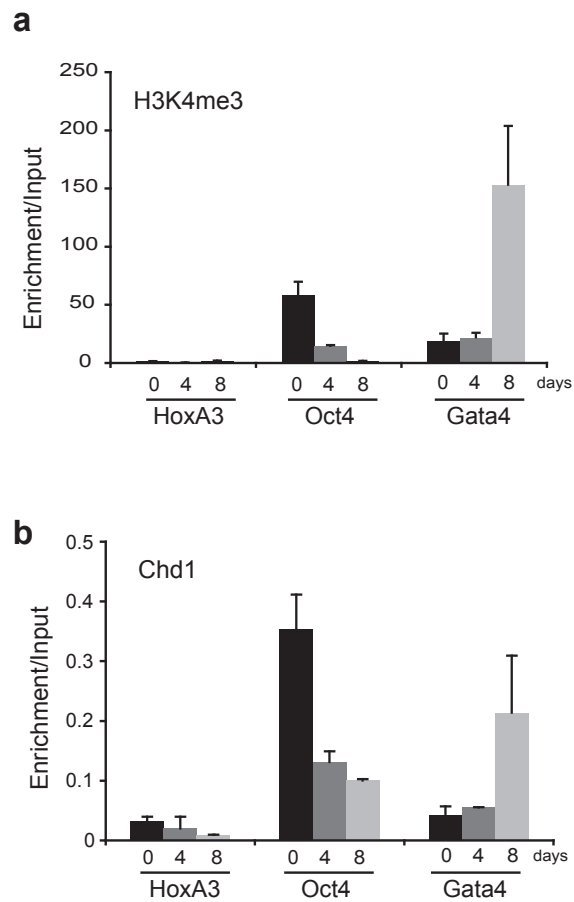 a
250
H3K4me3
200
150
100
50
0
Enrichment/Input
0 4 8 0 4 8 0 4 8 days
HoxA3 Oct4 Gata4
b
0.5
Chd1
0.4
0.3
0.2
0.1
0
Enrichment/Input
0 4 8 0 4 8 0 4 8 days
HoxA3 Oct4 Gata4